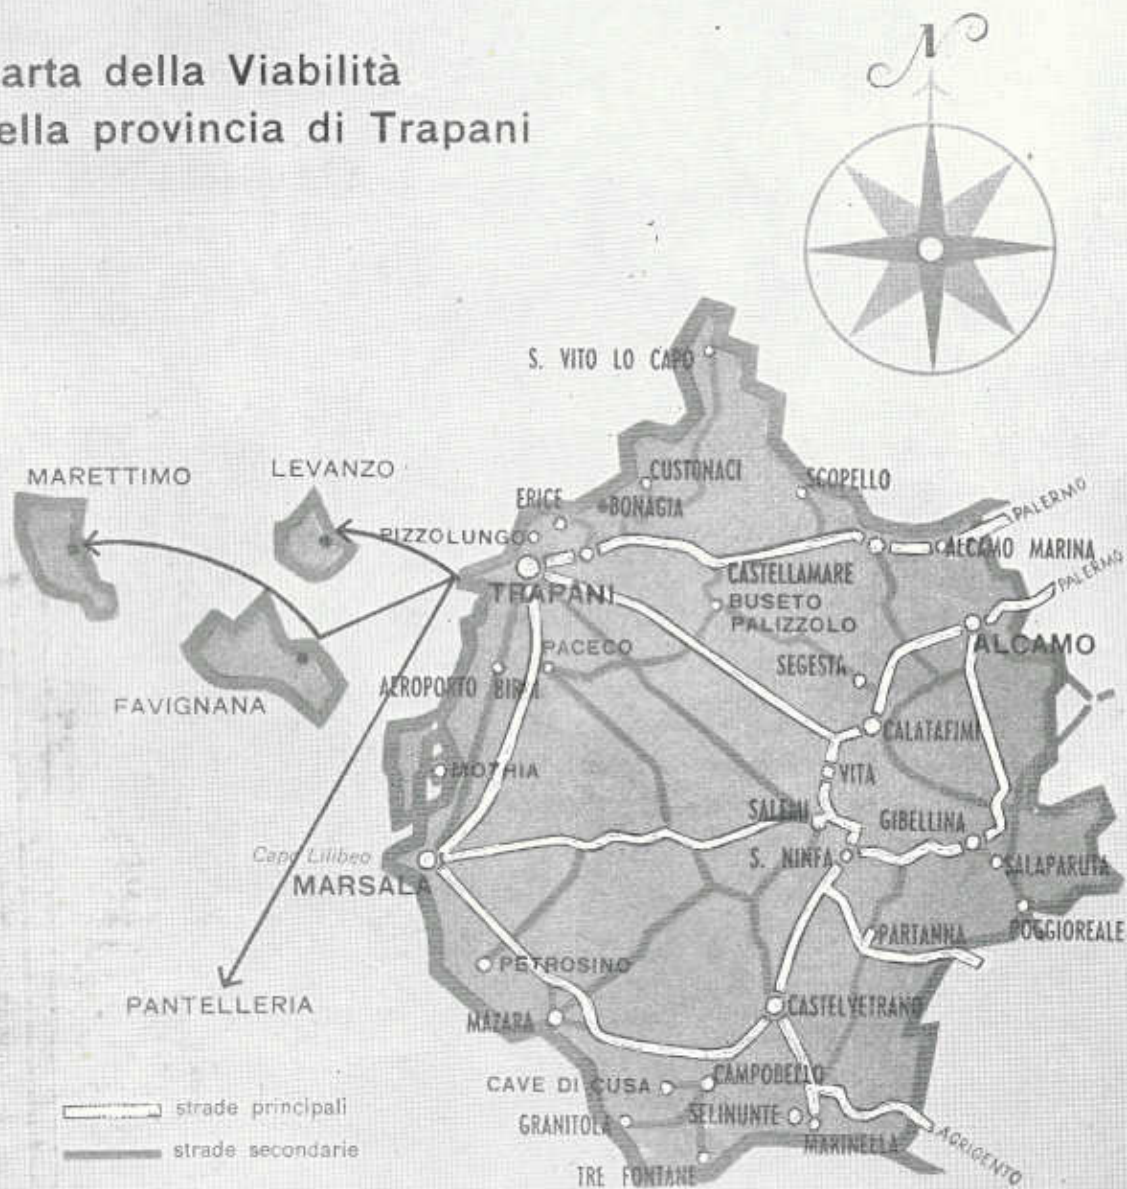 arta della Viabilità
ella provincia di Trapani
N
S. VITO LO CAPO
MARETTIMO
LEVANZO
CUSTONACI
SCOPELLO
ERICE
BONAGIA
PALERMO
PIZZOLUNGO
ALCAMO MARINA
TRAPANI
CASTELLAMARE
PALERMO
BUSETO
PALIZZOLO
PACECO
ALCAMO
SEGESTA
AEROPORTO BIRGI
FAVIGNANA
CALATAFIMI
MOTHIA
VITA
SALEMI
GIBELLINA
Capo Lilibeo
S. NINFA
SALAPARUTA
MARSALA
POGGIOREALE
PARTANNA
PETROSINO
PANTELLERIA
CASTELVETRANO
MAZARA
CAMPOBELLO
CAVE DI CUSA
strade principali
GRANITOLA
SELINUNTE
MARINELLA
AGRIGENTO
strade secondarie
TRE FONTANE